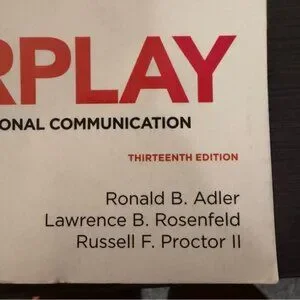 RPLAY
ONAL COMMUNICATION
THIRTEENTH EDITION
Ronald B. Adler
Lawrence B. Rosenfeld
Russell F. Proctor II